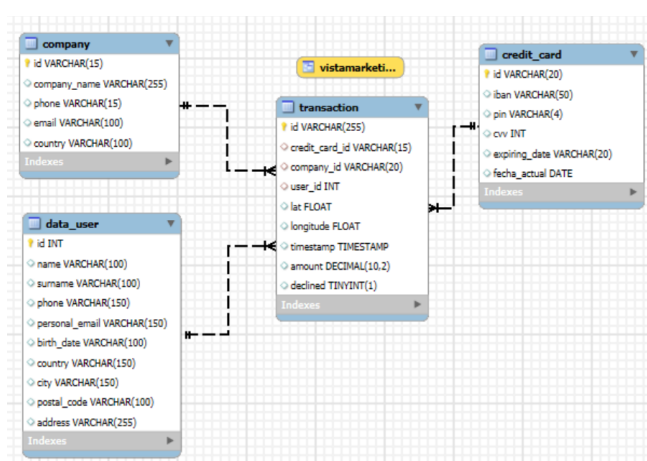 company
id VARCHAR(15)
company_name VARCHAR(255)
phone VARCHAR(15)
email VARCHAR(100)
country VARCHAR(100)
Indexes
vistamarketi...
transaction
id VARCHAR(255)
credit_card_id VARCHAR(15)
company_id VARCHAR(20)
user_id INT
lat FLOAT
longitude FLOAT
timestamp TIMESTAMP
amount DECIMAL(10,2)
declined TINYINT(1)
Indexes
credit_card
id VARCHAR(20)
iban VARCHAR(50)
pin VARCHAR(4)
cvv INT
expiring_date VARCHAR(20)
fecha_actual DATE
Indexes
data_user
id INT
name VARCHAR(100)
surname VARCHAR(100)
phone VARCHAR(150)
personal_email VARCHAR(150)
birth_date VARCHAR(100)
country VARCHAR(150)
city VARCHAR(150)
postal_code VARCHAR(100)
address VARCHAR(255)
Indexes